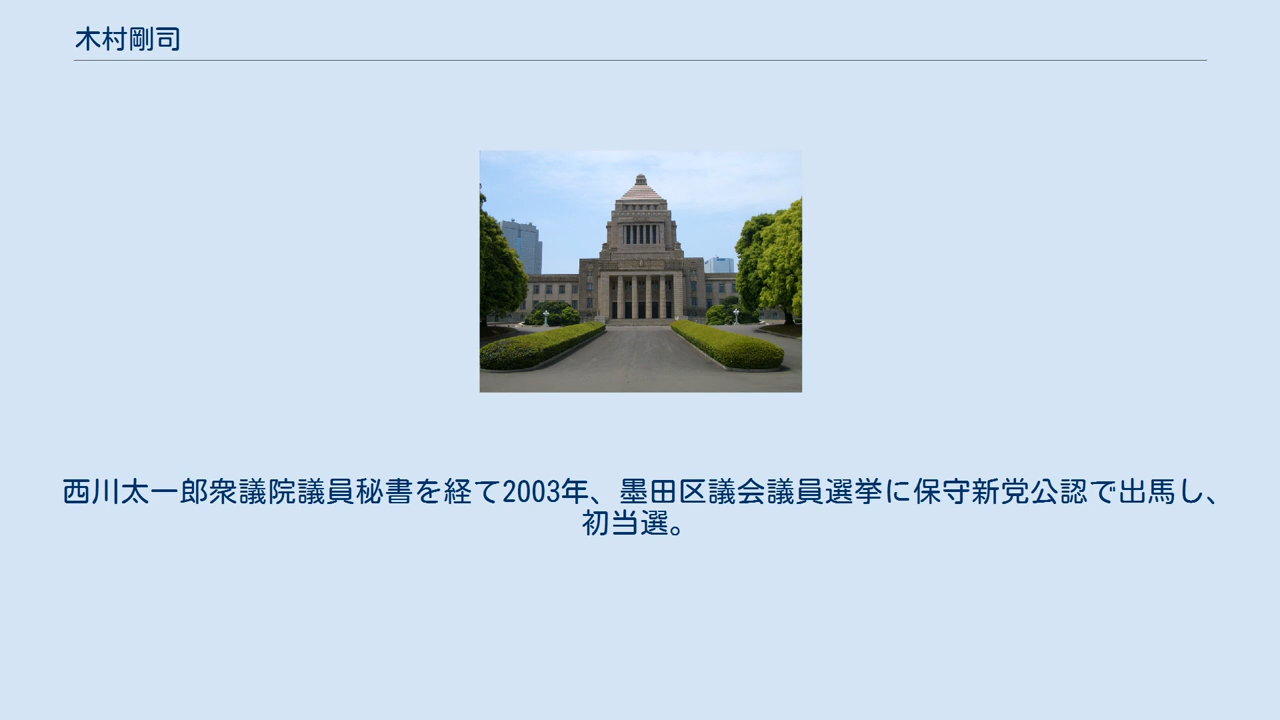 木村剛司
西川太一郎衆議院議員秘書を経て2003年、墨田区議会議員選挙に保守新党公認で出馬し、
初当選。